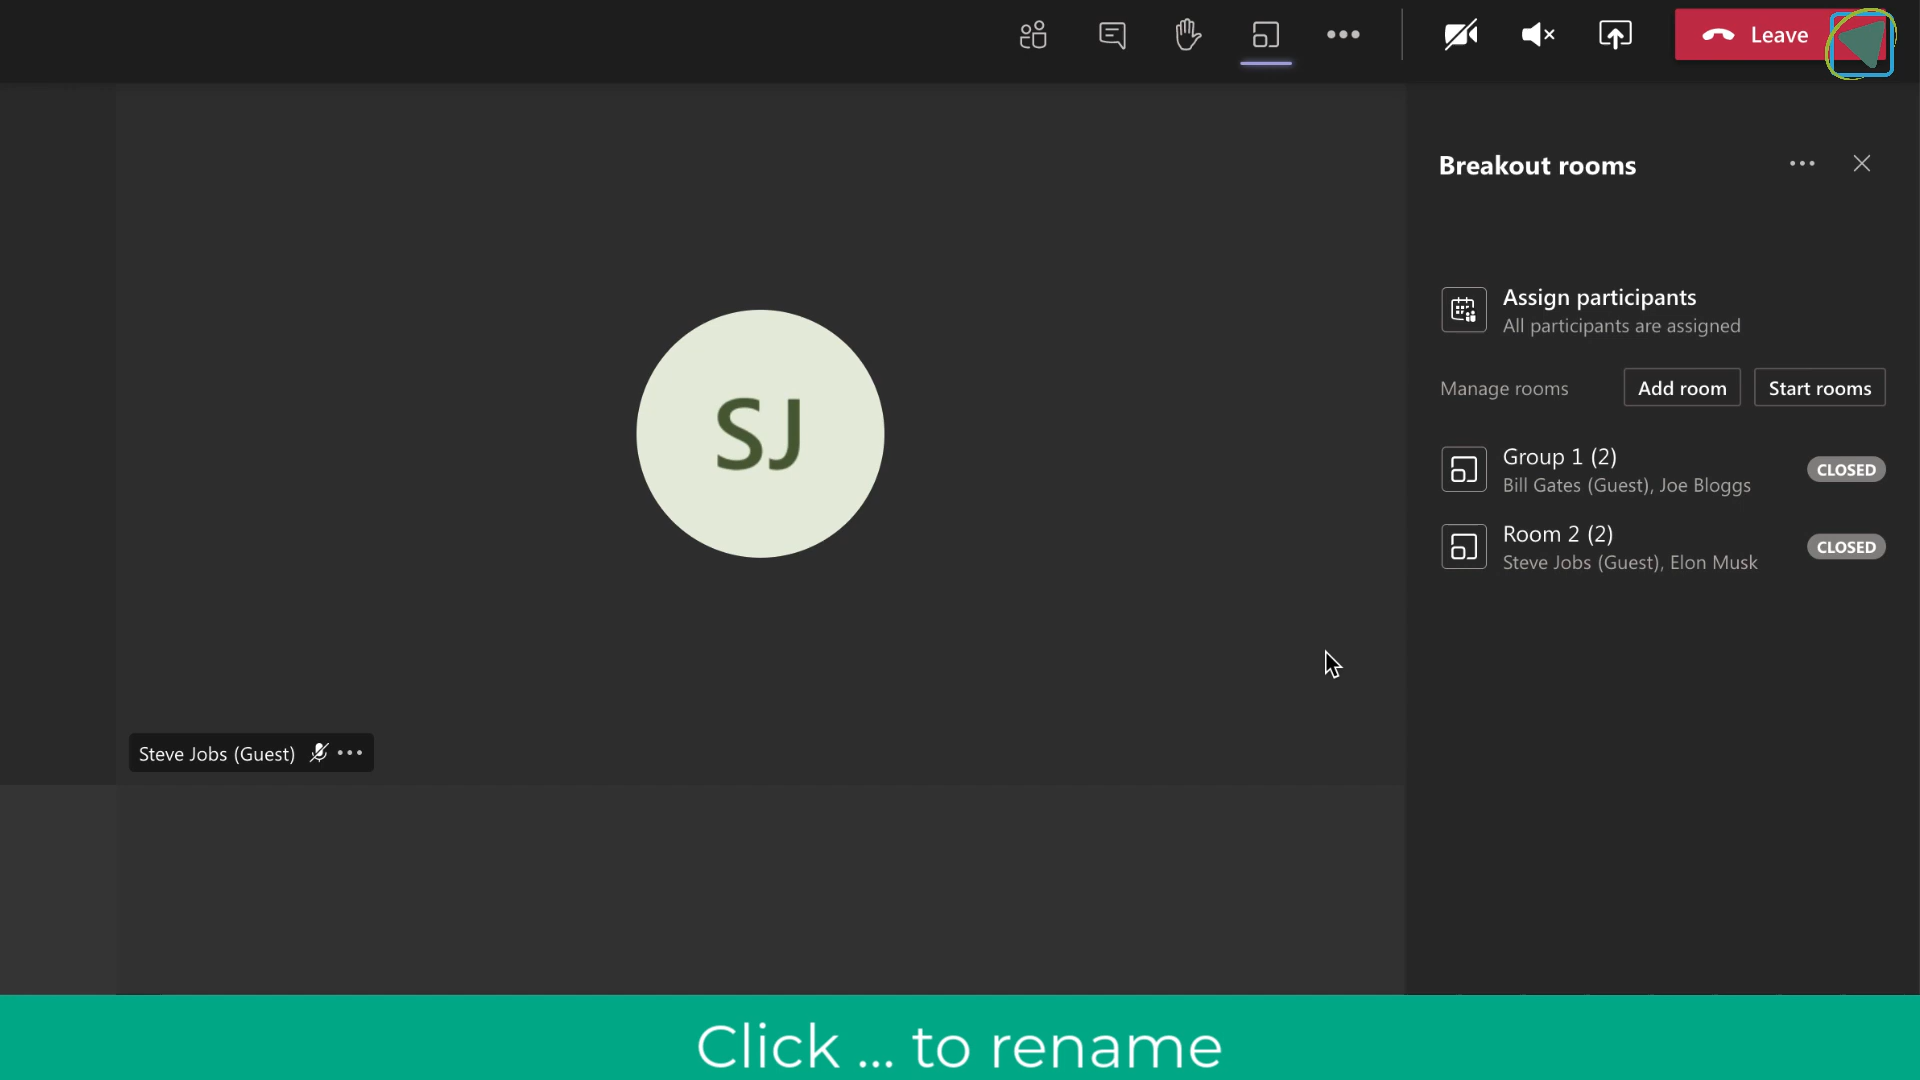 Leave
Breakout rooms
Assign participants
All participants are assigned
Manage rooms
Add room
Start rooms
Group 1 (2)
Bill Gates (Guest), Joe Bloggs
CLOSED
Room 2 (2)
Steve Jobs (Guest), Elon Musk
CLOSED
SJ
Steve Jobs (Guest)
Click ... to rename